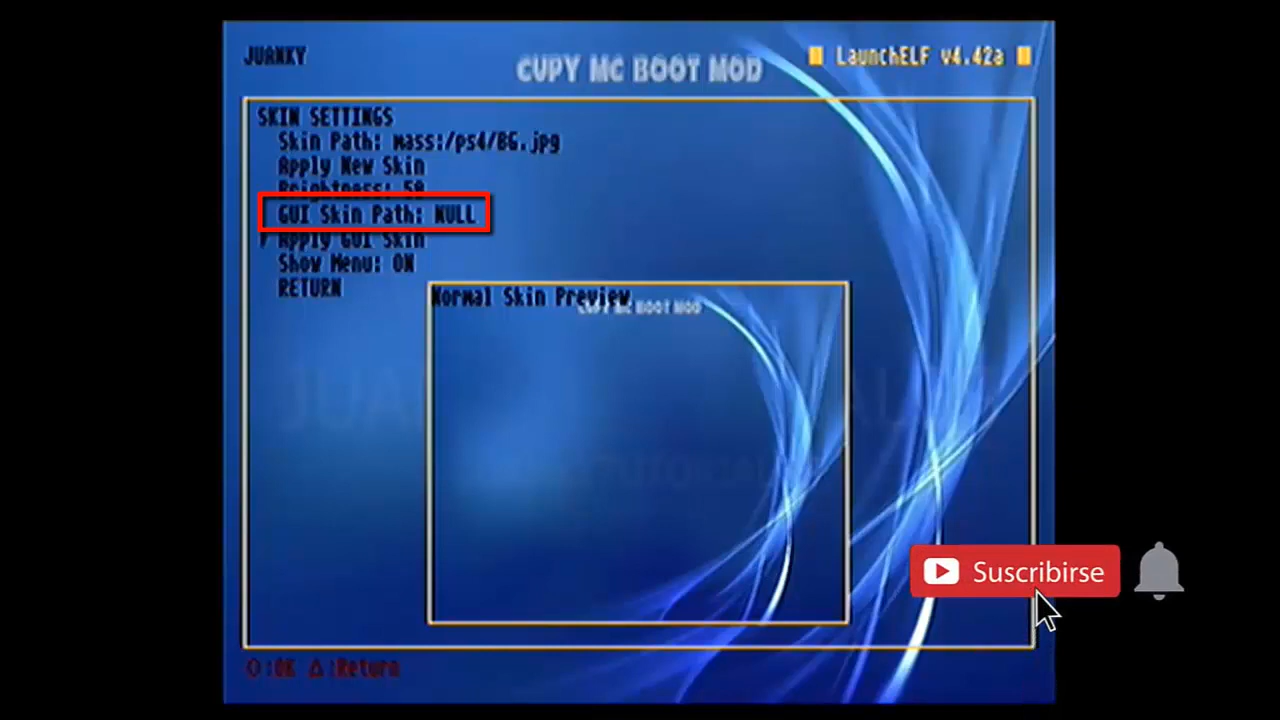 JUANKY
CUPY MC BOOT MOD
LaunchELF v4.42a
SKIN SETTINGS
Skin Path: mass:/ps4/BG.jpg
Apply New Skin
Brightness: 50
GUI Skin Path: NULL
Apply GUI Skin
Show Menu: ON
RETURN
Normal Skin Preview
CUPY MC BOOT MOD
Suscribirse
O:OK Δ:Return